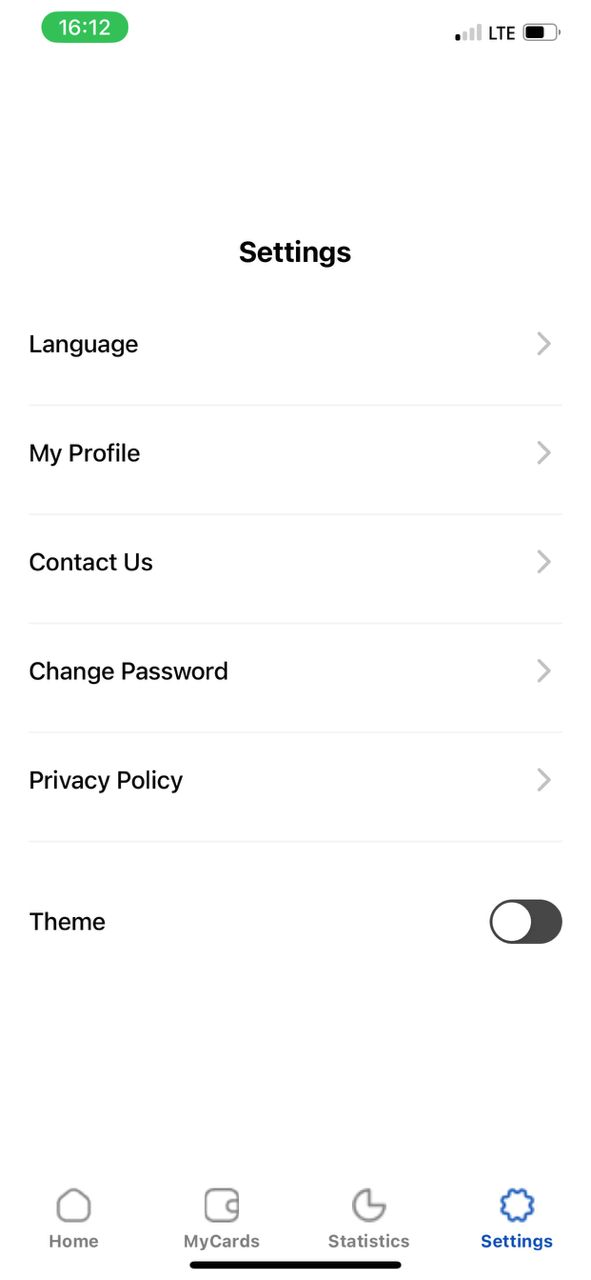 16:12
LTE
Settings
Language
My Profile
Contact Us
Change Password
Privacy Policy
Theme
Home
MyCards
Statistics
Settings